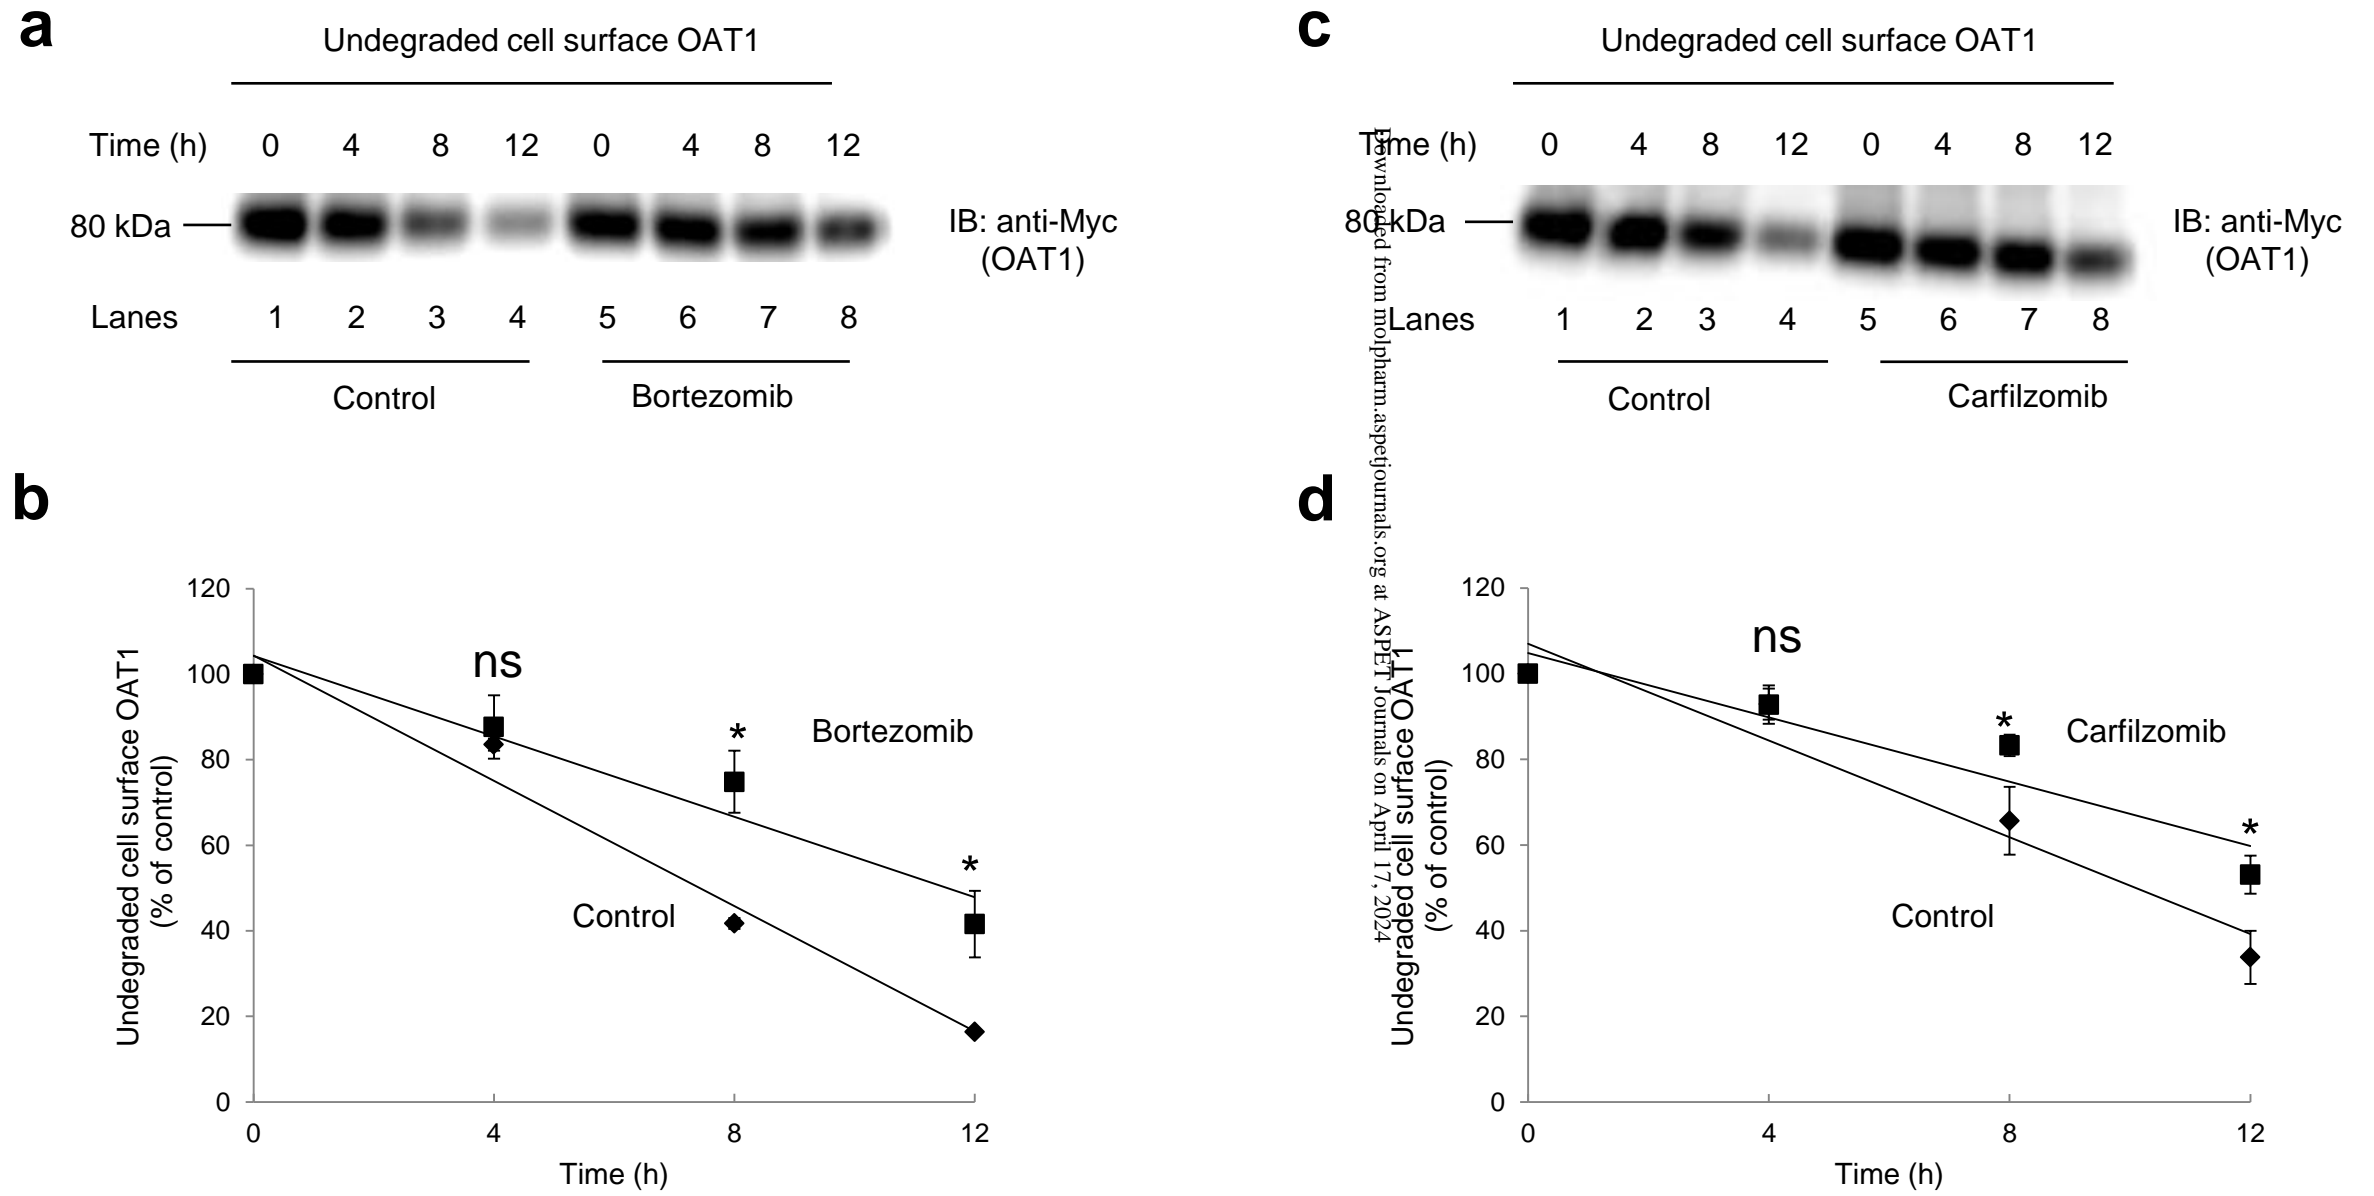 a
Undegraded cell surface OAT1
Time (h) 0 4 8 12 0 4 8 12
80 kDa
IB: anti-Myc
(OAT1)
Lanes 1 2 3 4 5 6 7 8
Control Bortezomib
c
Undegraded cell surface OAT1
Time (h) 0 4 8 12 0 4 8 12
80 kDa
IB: anti-Myc
(OAT1)
Lanes 1 2 3 4 5 6 7 8
Control Carfilzomib
b
Undegraded cell surface OAT1
(% of control)
120
100
80
60
40
20
0
ns
*
*
Bortezomib
Control
0 4 8 12
Time (h)
d
Undegraded cell surface OAT1
(% of control)
120
100
80
60
40
20
0
ns
*
*
Carfilzomib
Control
0 4 8 12
Time (h)
Downloaded from molpharm.aspetjournals.org at ASPET Journals on April 17, 2024